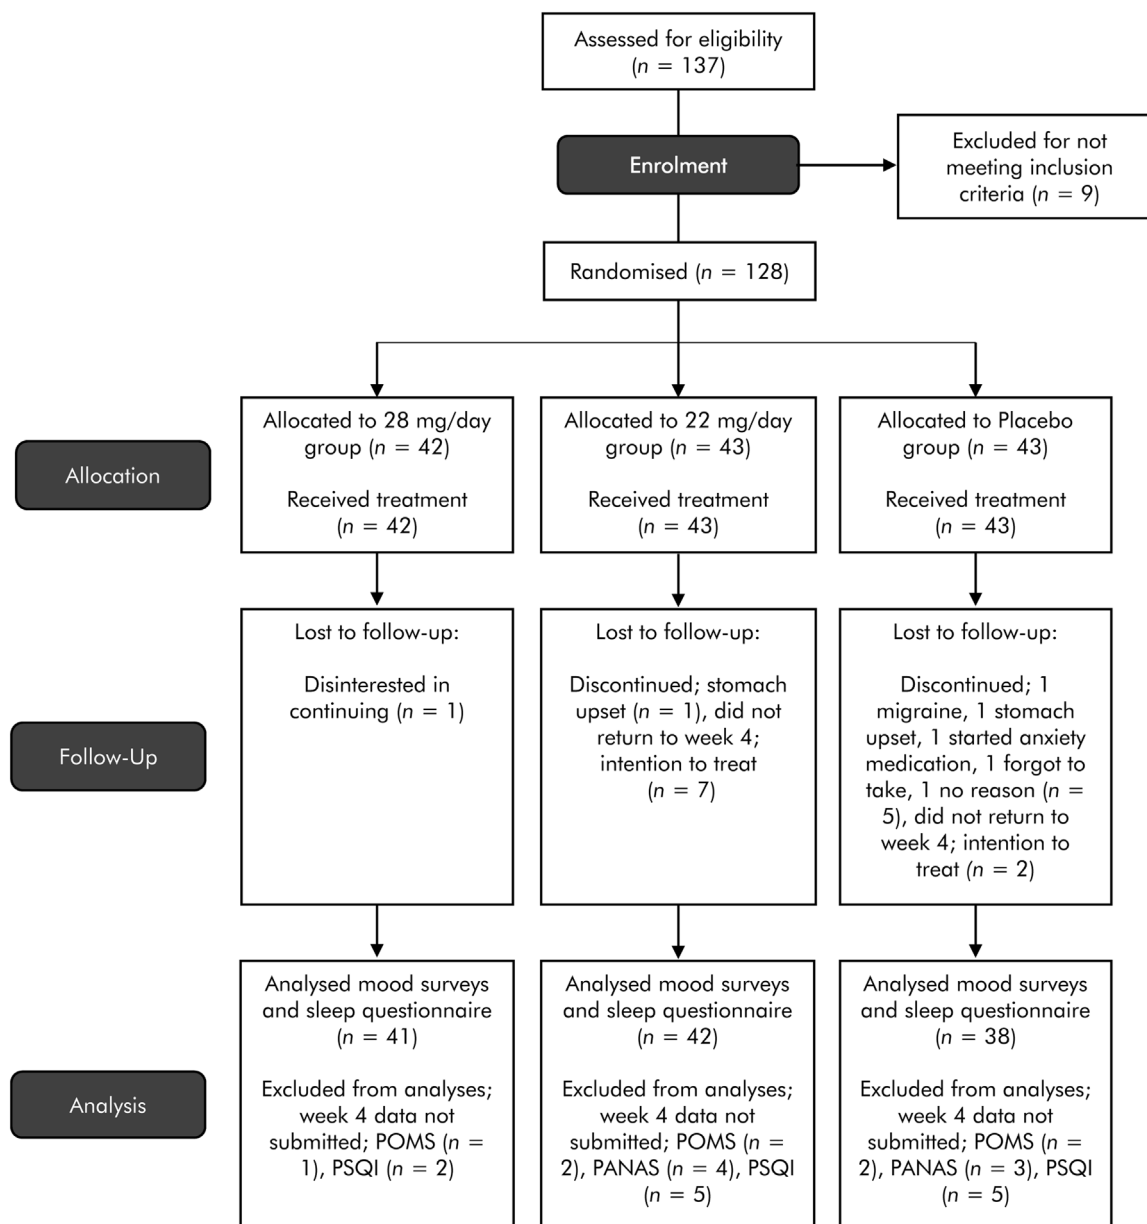 Assessed for eligibility
(n = 137)
Enrolment
Excluded for not
meeting inclusion
criteria (n = 9)
Randomised (n = 128)
Allocation
Allocated to 28 mg/day
group (n = 42)
Received treatment
(n = 42)
Allocated to 22 mg/day
group (n = 43)
Received treatment
(n = 43)
Allocated to Placebo
group (n = 43)
Received treatment
(n = 43)
Follow-Up
Lost to follow-up:
Disinterested in
continuing (n = 1)
Lost to follow-up:
Discontinued; stomach
upset (n = 1), did not
return to week 4;
intention to treat
(n = 7)
Lost to follow-up:
Discontinued; 1
migraine, 1 stomach
upset, 1 started anxiety
medication, 1 forgot to
take, 1 no reason (n =
5), did not return to
week 4; intention to
treat (n = 2)
Analysis
Analysed mood surveys
and sleep questionnaire
(n = 41)
Excluded from analyses;
week 4 data not
submitted; POMS (n =
1), PSQI (n = 2)
Analysed mood surveys
and sleep questionnaire
(n = 42)
Excluded from analyses;
week 4 data not
submitted; POMS (n =
2), PANAS (n = 4), PSQI
(n = 5)
Analysed mood surveys
and sleep questionnaire
(n = 38)
Excluded from analyses;
week 4 data not
submitted; POMS (n =
2), PANAS (n = 3), PSQI
(n = 5)